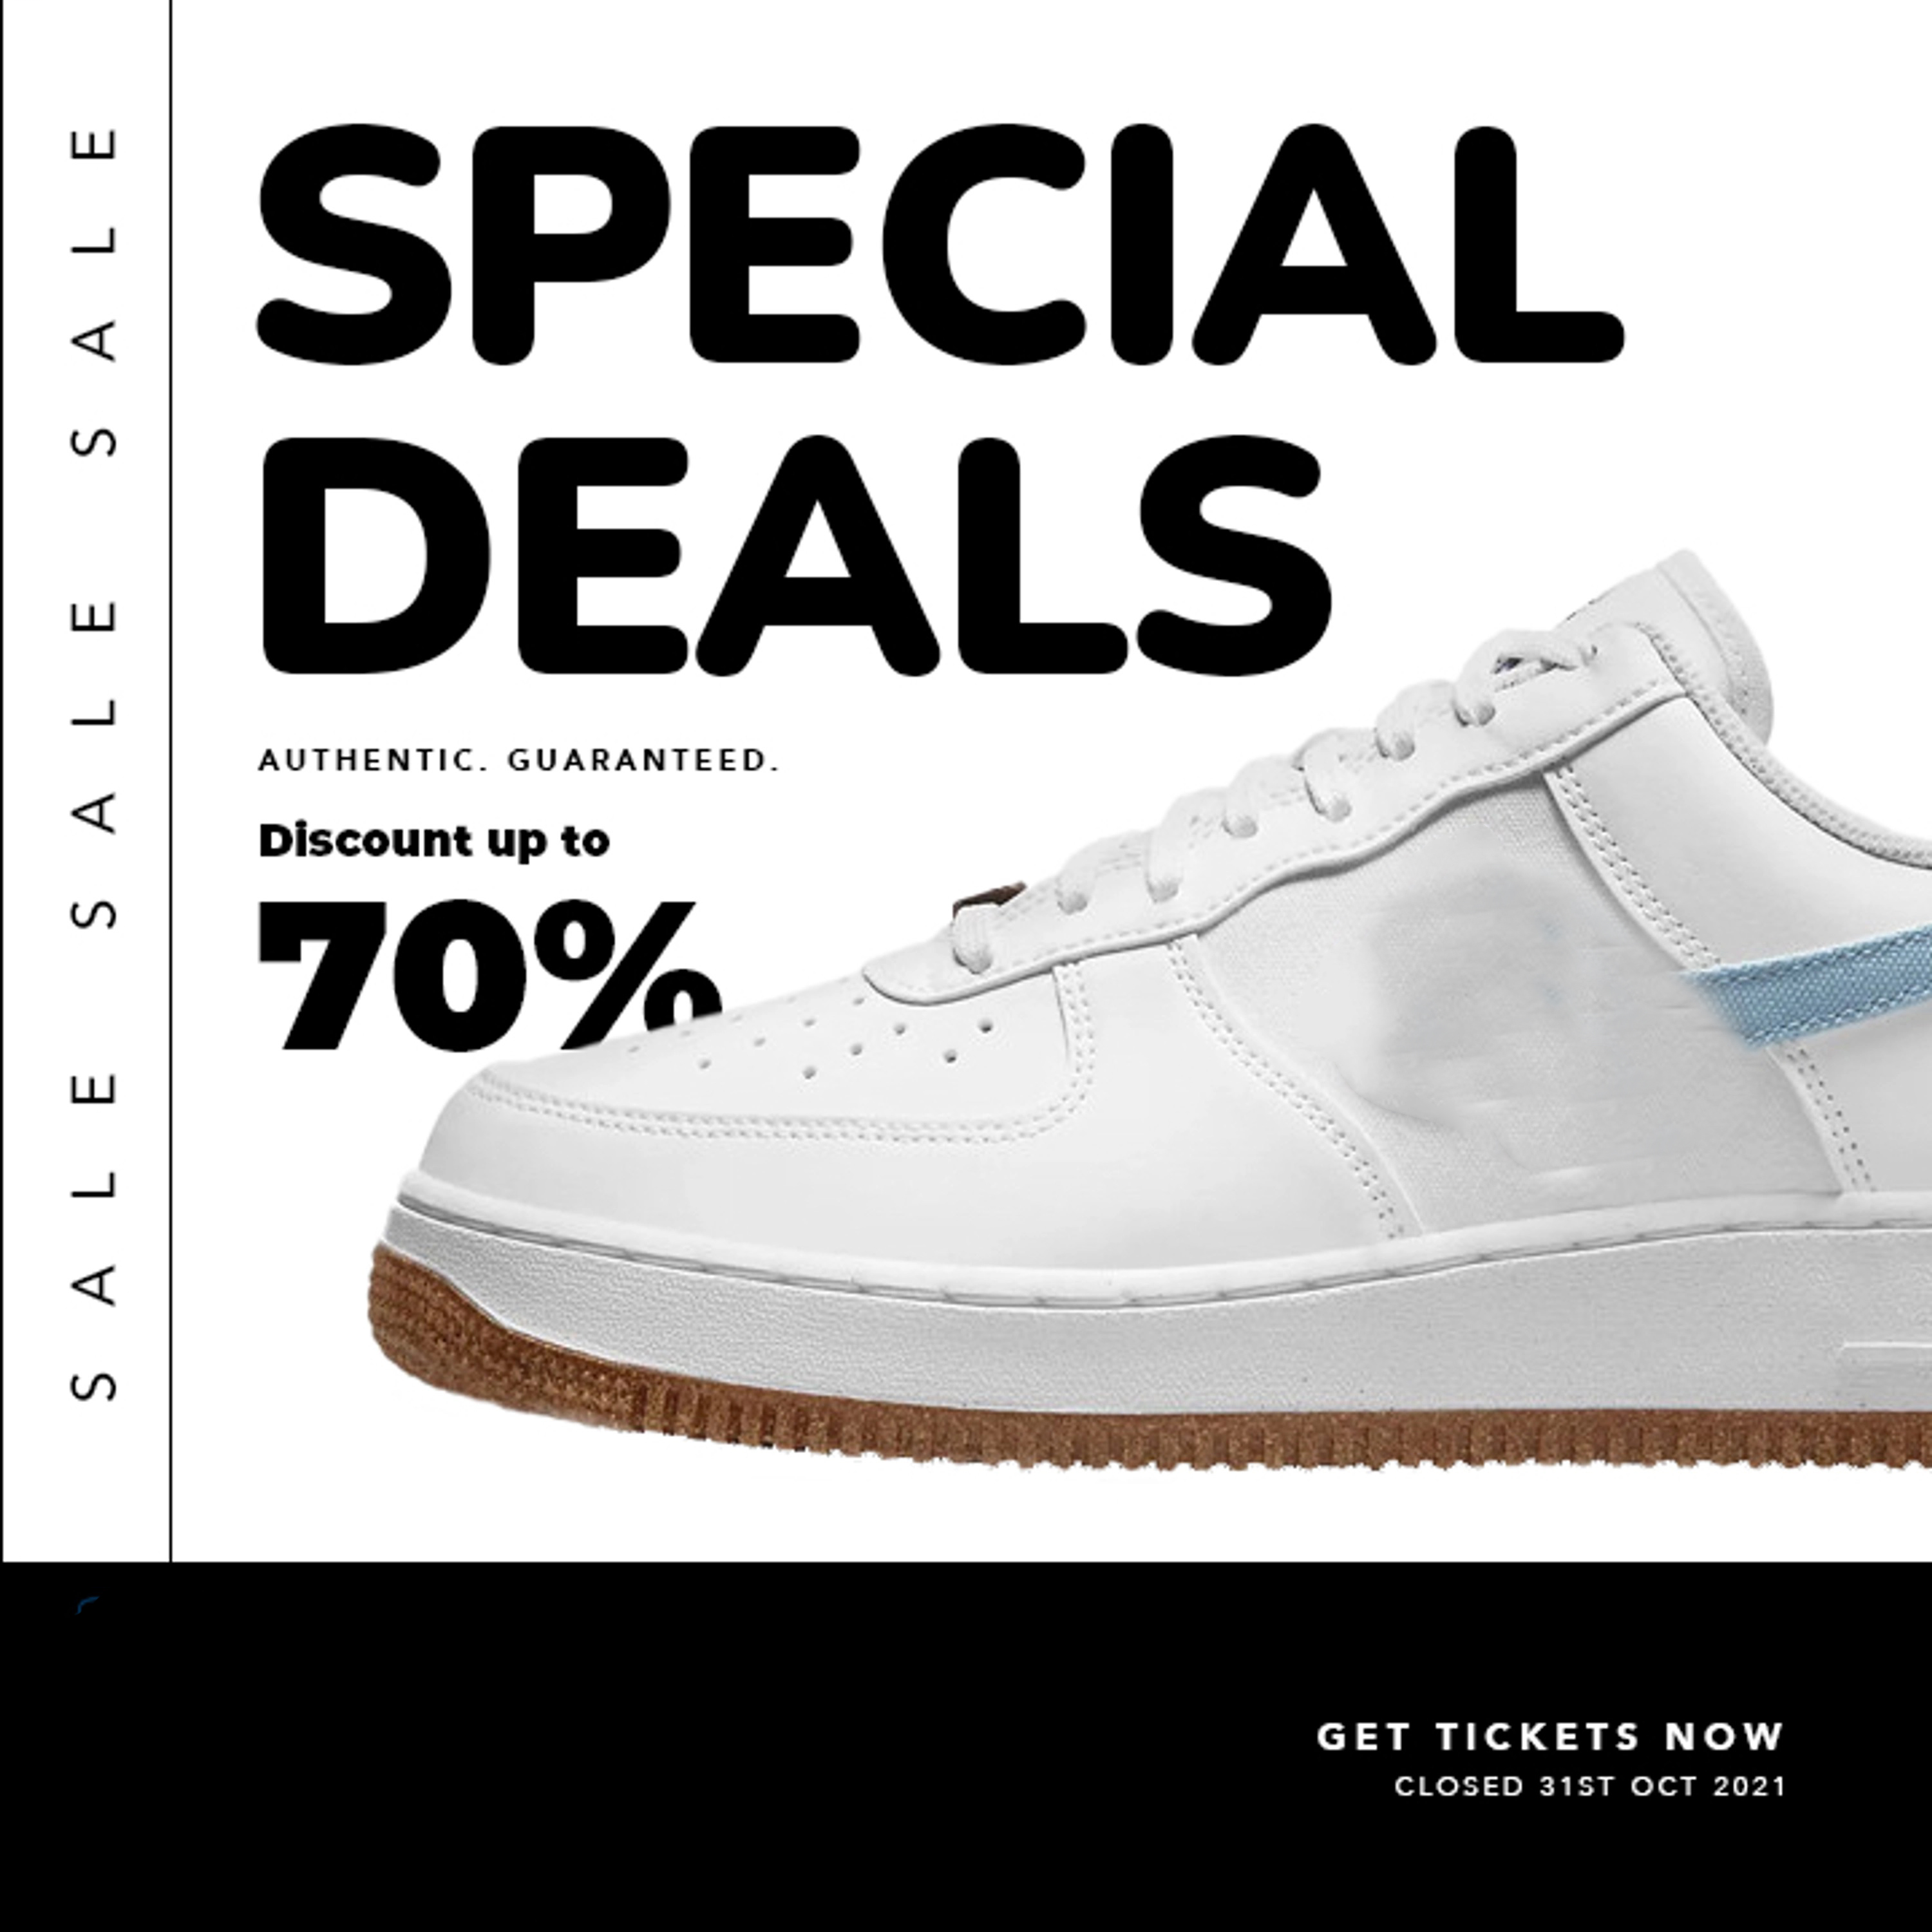 SALE SALE SALE
SPECIAL
DEALS
AUTHENTIC. GUARANTEED.
Discount up to
70%
GET TICKETS NOW
CLOSED 31ST OCT 2021